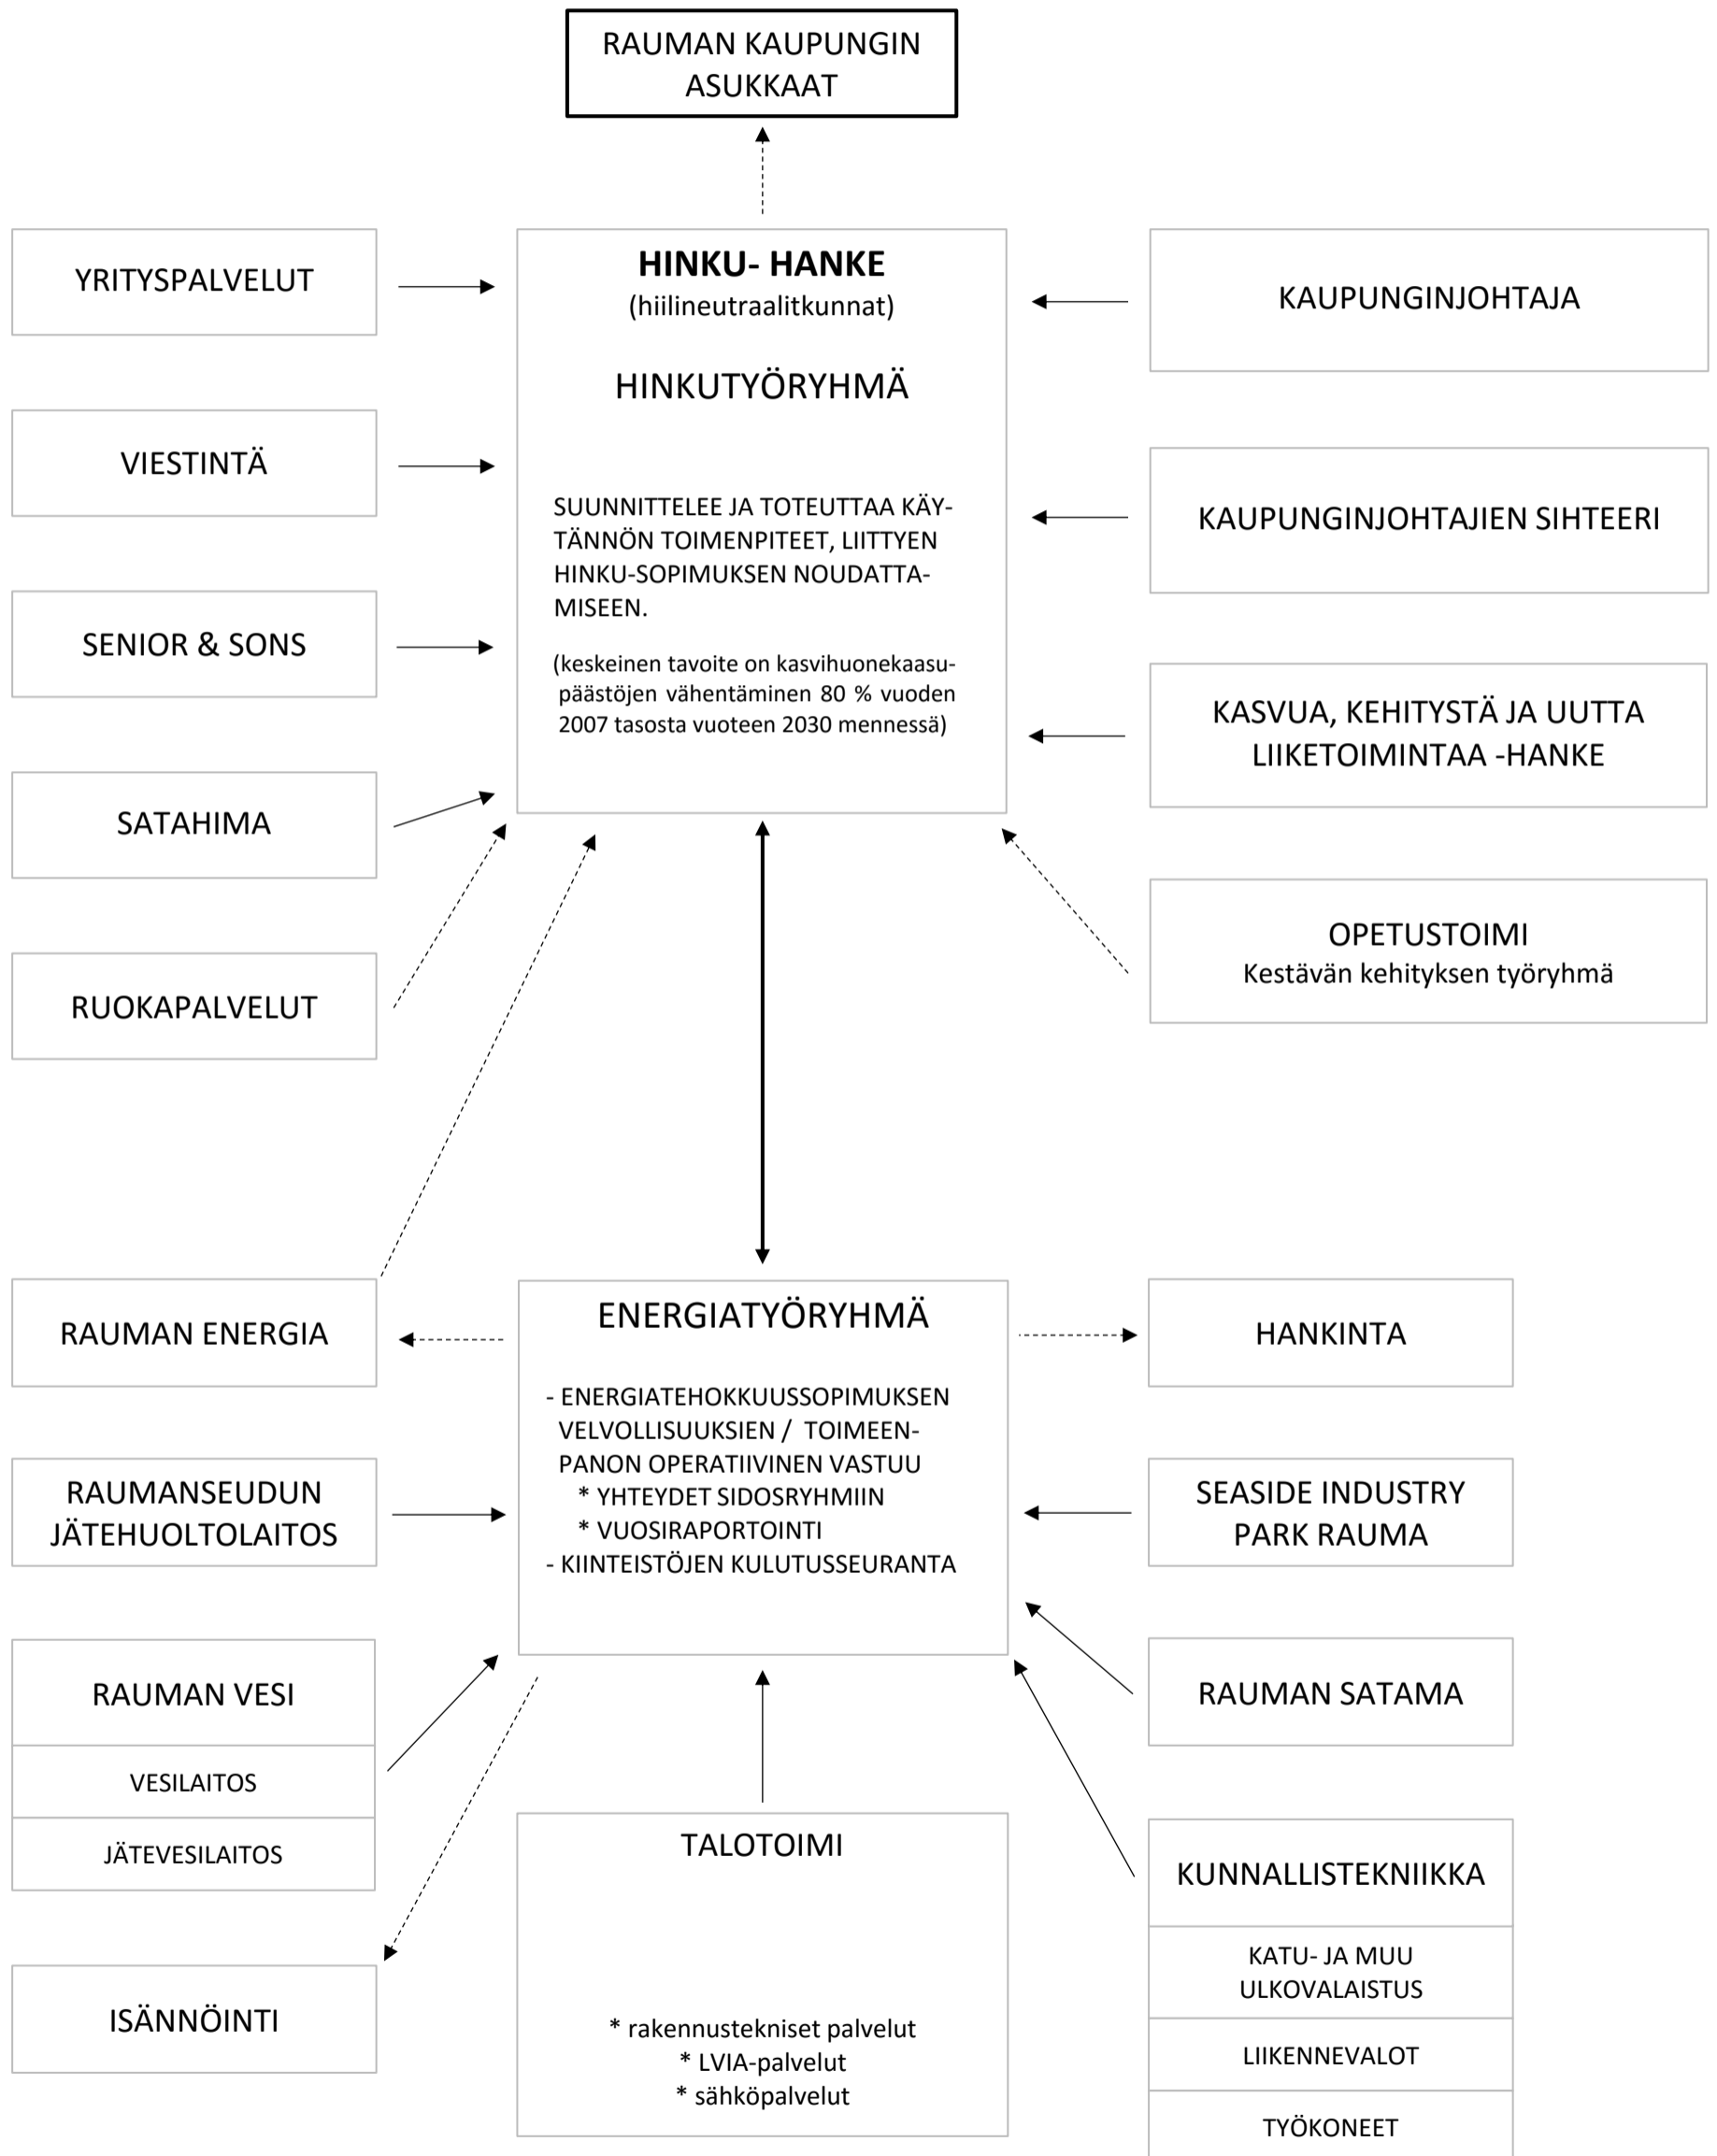 RAUMAN KAUPUNGIN
ASUKKAAT
YRITYSPALVELUT
VIESTINTÄ
SENIOR & SONS
SATAHIMA
RUOKAPALVELUT
HINKU- HANKE
(hiilineutraalitkunnat)
HINKUTYÖRYHMÄ
SUUNNITTELEE JA TOTEUTTAA KÄY-
TÄNNÖN TOIMENPITEET, LIITTYEN
HINKU-SOPIMUKSEN NOUDATTA-
MISEEN.
(keskeinen tavoite on kasvihuonekaasu-
päästöjen vähentäminen 80 % vuoden
2007 tasosta vuoteen 2030 mennessä)
KAUPUNGINJOHTAJA
KAUPUNGINJOHTAJIEN SIHTEERI
KASVUA, KEHITYSTÄ JA UUTTA
LIIKETOIMINTAA -HANKE
OPETUSTOIMI
Kestävän kehityksen työryhmä
RAUMAN ENERGIA
RAUMANSEUDUN
JÄTEHUOLTOLAITOS
RAUMAN VESI
VESILAITOS
JÄTEVESILAITOS
ISÄNNÖINTI
ENERGIATYÖRYHMÄ
- ENERGIATEHOKKUUSSOPIMUKSEN
VELVOLLISUUKSIEN / TOIMEEN-
PANON OPERATIIVINEN VASTUU
* YHTEYDET SIDOSRYHMIIN
* VUOSIRAPORTOINTI
- KIINTEISTÖJEN KULUTUSSEURANTA
TALOTOIMI
* rakennustekniset palvelut
* LVIA-palvelut
* sähköpalvelut
HANKINTA
SEASIDE INDUSTRY
PARK RAUMA
RAUMAN SATAMA
KUNNALLISTEKNIIKKA
KATU- JA MUU
ULKOVALAISTUS
LIIKENNEVALOT
TYÖKONEET